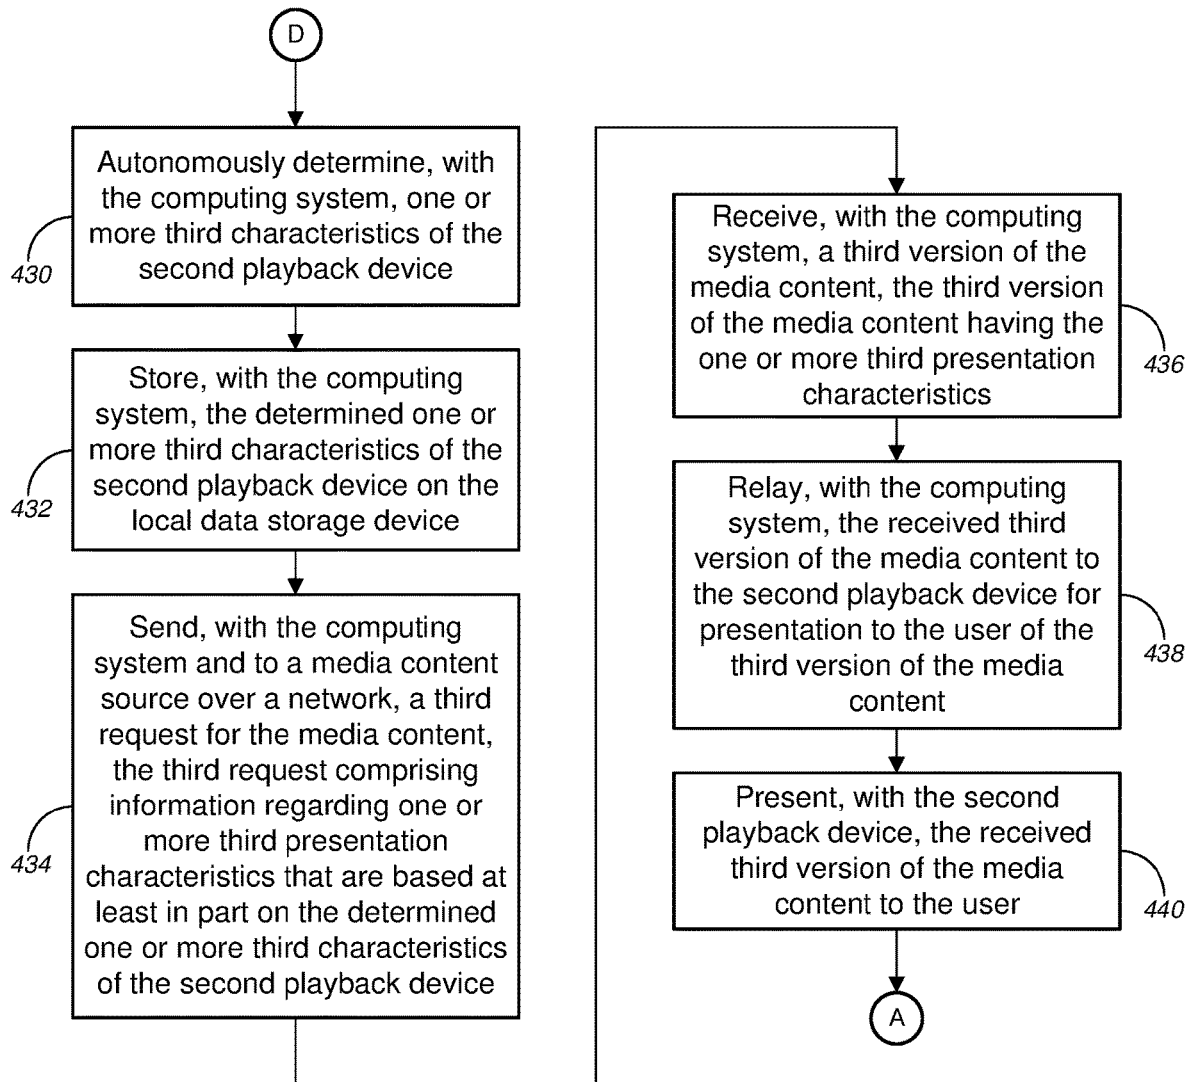 D
Autonomously determine, with
the computing system, one or
more third characteristics of the
second playback device
430
Store, with the computing
system, the determined one or
more third characteristics of the
second playback device on the
local data storage device
432
Send, with the computing
system and to a media content
source over a network, a third
request for the media content,
the third request comprising
information regarding one or
more third presentation
characteristics that are based at
least in part on the determined
one or more third characteristics
of the second playback device
434
Receive, with the computing
system, a third version of the
media content, the third version
of the media content having the
one or more third presentation
characteristics
436
Relay, with the computing
system, the received third
version of the media content to
the second playback device for
presentation to the user of the
third version of the media
content
438
Present, with the second
playback device, the received
third version of the media
content to the user
440
A